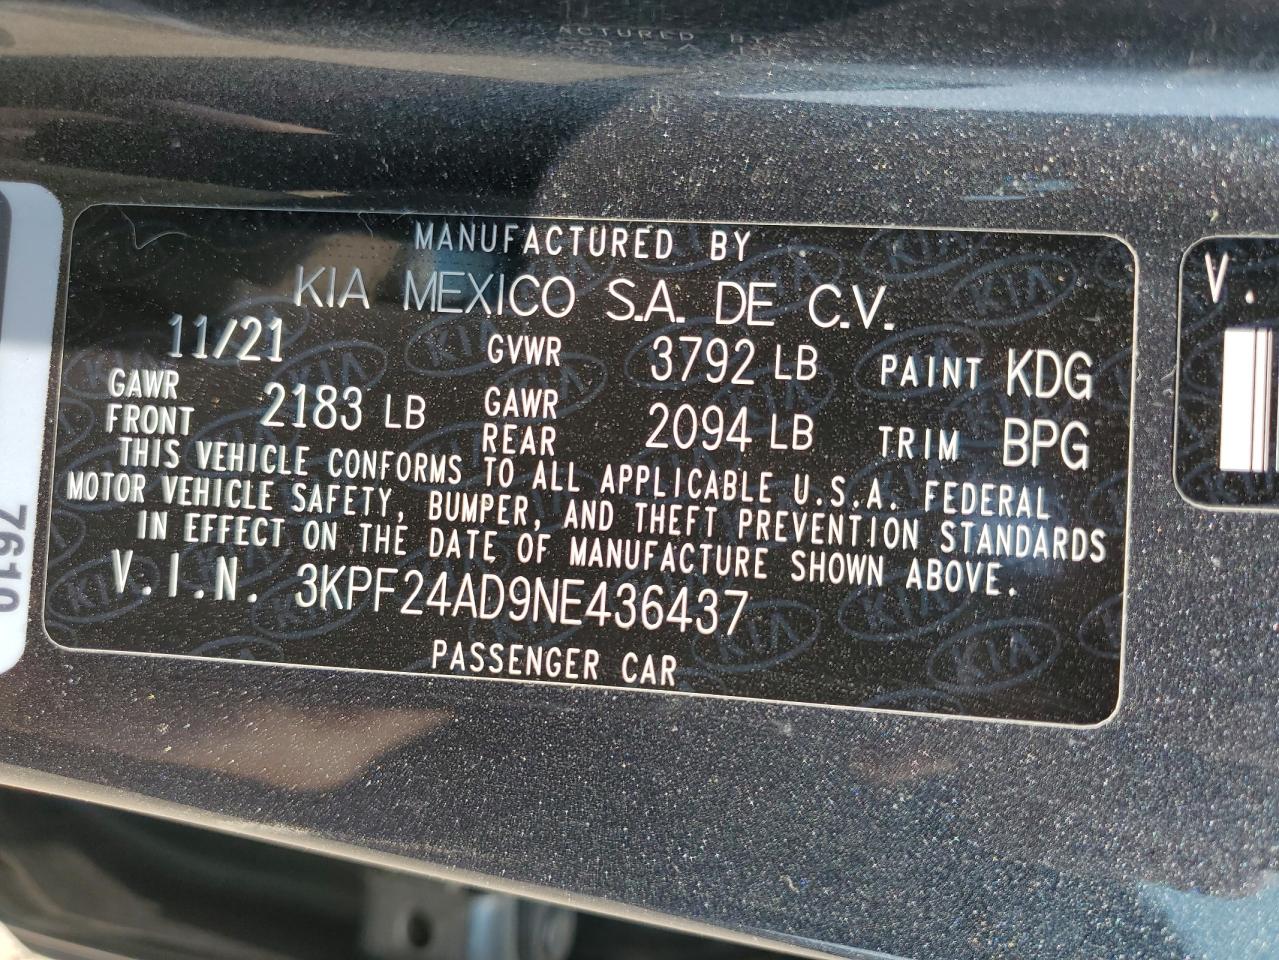 MANUFACTURED BY
KIA MEXICO S.A. DE C.V.
11/21 GVWR 3792 LB PAINT KDG
GAWR FRONT 2183 LB GAWR REAR 2094 LB TRIM BPG
THIS VEHICLE CONFORMS TO ALL APPLICABLE U.S.A. FEDERAL
MOTOR VEHICLE SAFETY, BUMPER, AND THEFT PREVENTION STANDARDS
IN EFFECT ON THE DATE OF MANUFACTURE SHOWN ABOVE.
V.I.N. 3KPF24AD9NE436437
PASSENGER CAR
V.